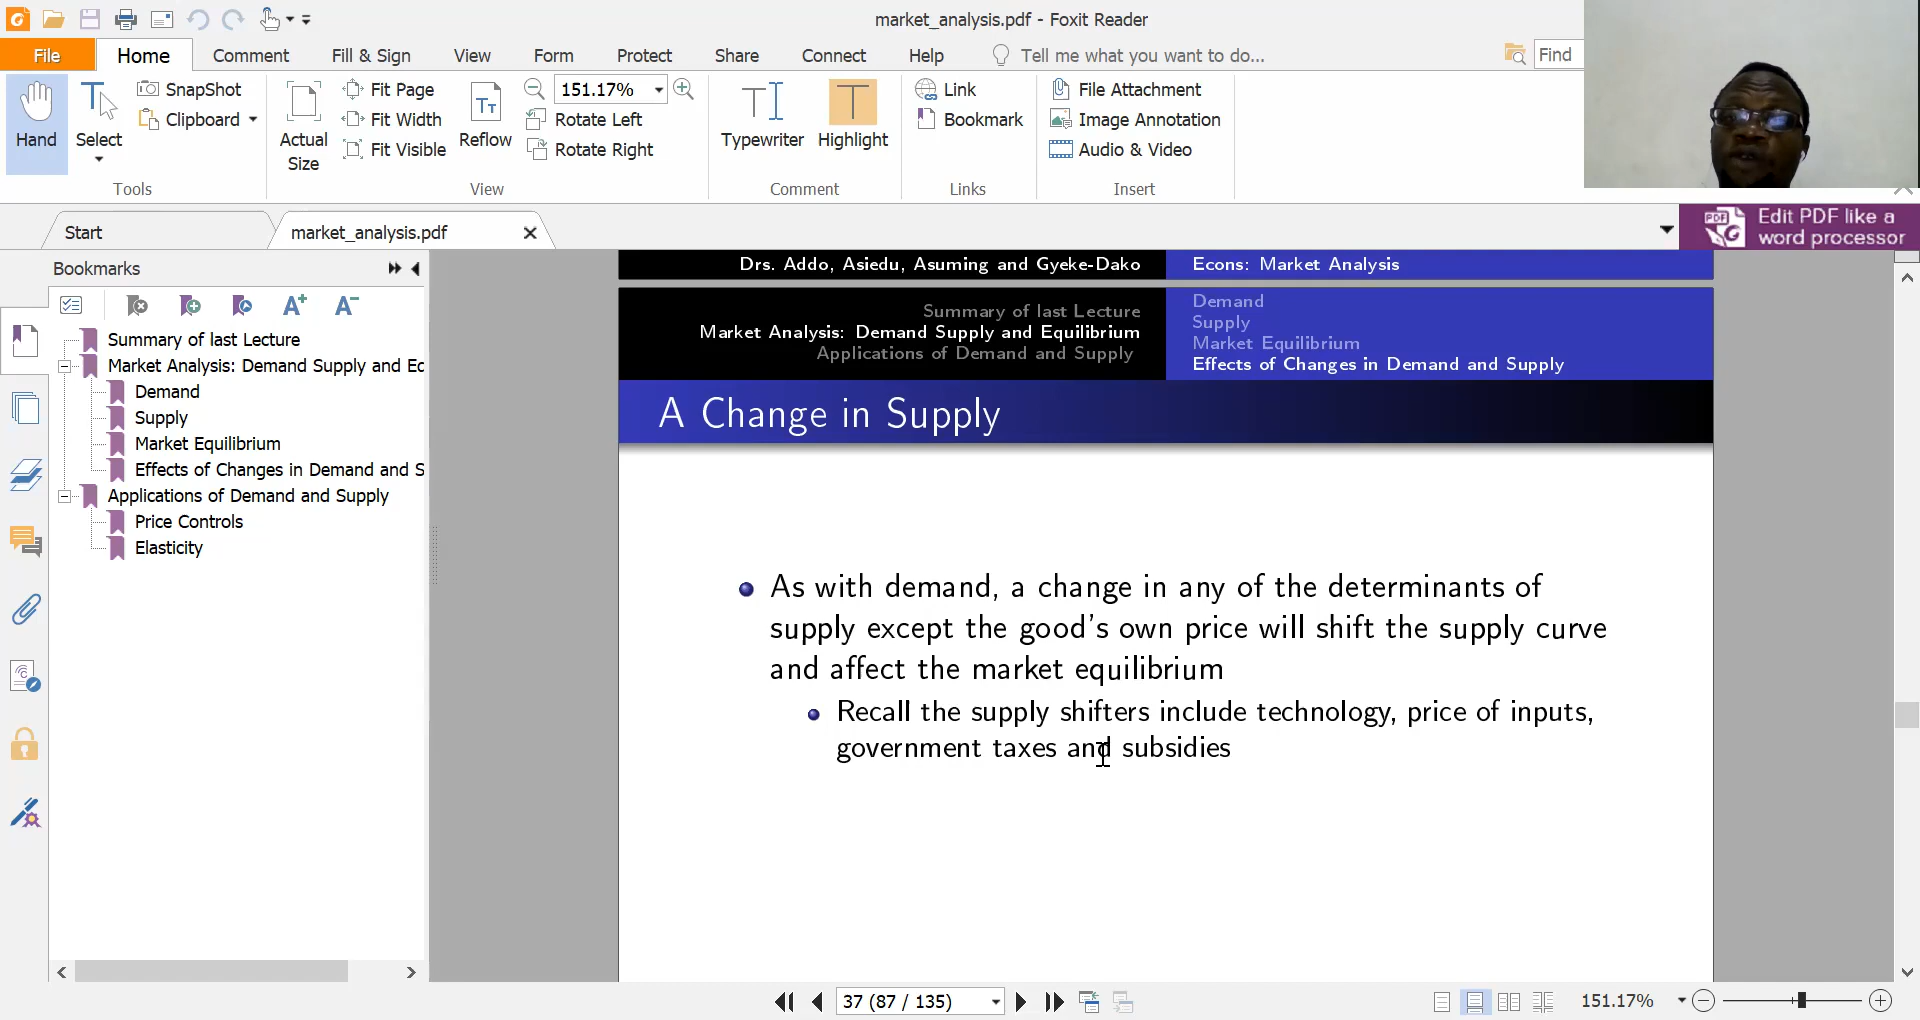 market_analysis.pdf - Foxit Reader
File Home Comment Fill & Sign View Form Protect Share Connect Help Tell me what you want to do... Find
Hand
Select
SnapShot
Clipboard
Tools
Actual
Size
Fit Page
Fit Width
Fit Visible
Reflow
151.17%
Rotate Left
Rotate Right
View
Typewriter
Highlight
Comment
Link
Bookmark
Links
File Attachment
Image Annotation
Audio & Video
Insert
Start
market_analysis.pdf
Edit PDF like a
word processor
Bookmarks
Summary of last Lecture
Market Analysis: Demand Supply and Ec
Demand
Supply
Market Equilibrium
Effects of Changes in Demand and S
Applications of Demand and Supply
Price Controls
Elasticity
Drs. Addo, Asiedu, Asuming and Gyeke-Dako
Econs: Market Analysis
Summary of last Lecture
Market Analysis: Demand Supply and Equilibrium
Applications of Demand and Supply
Demand
Supply
Market Equilibrium
Effects of Changes in Demand and Supply
A Change in Supply
As with demand, a change in any of the determinants of
supply except the good's own price will shift the supply curve
and affect the market equilibrium
Recall the supply shifters include technology, price of inputs,
government taxes and subsidies
37 (87 / 135)
151.17%